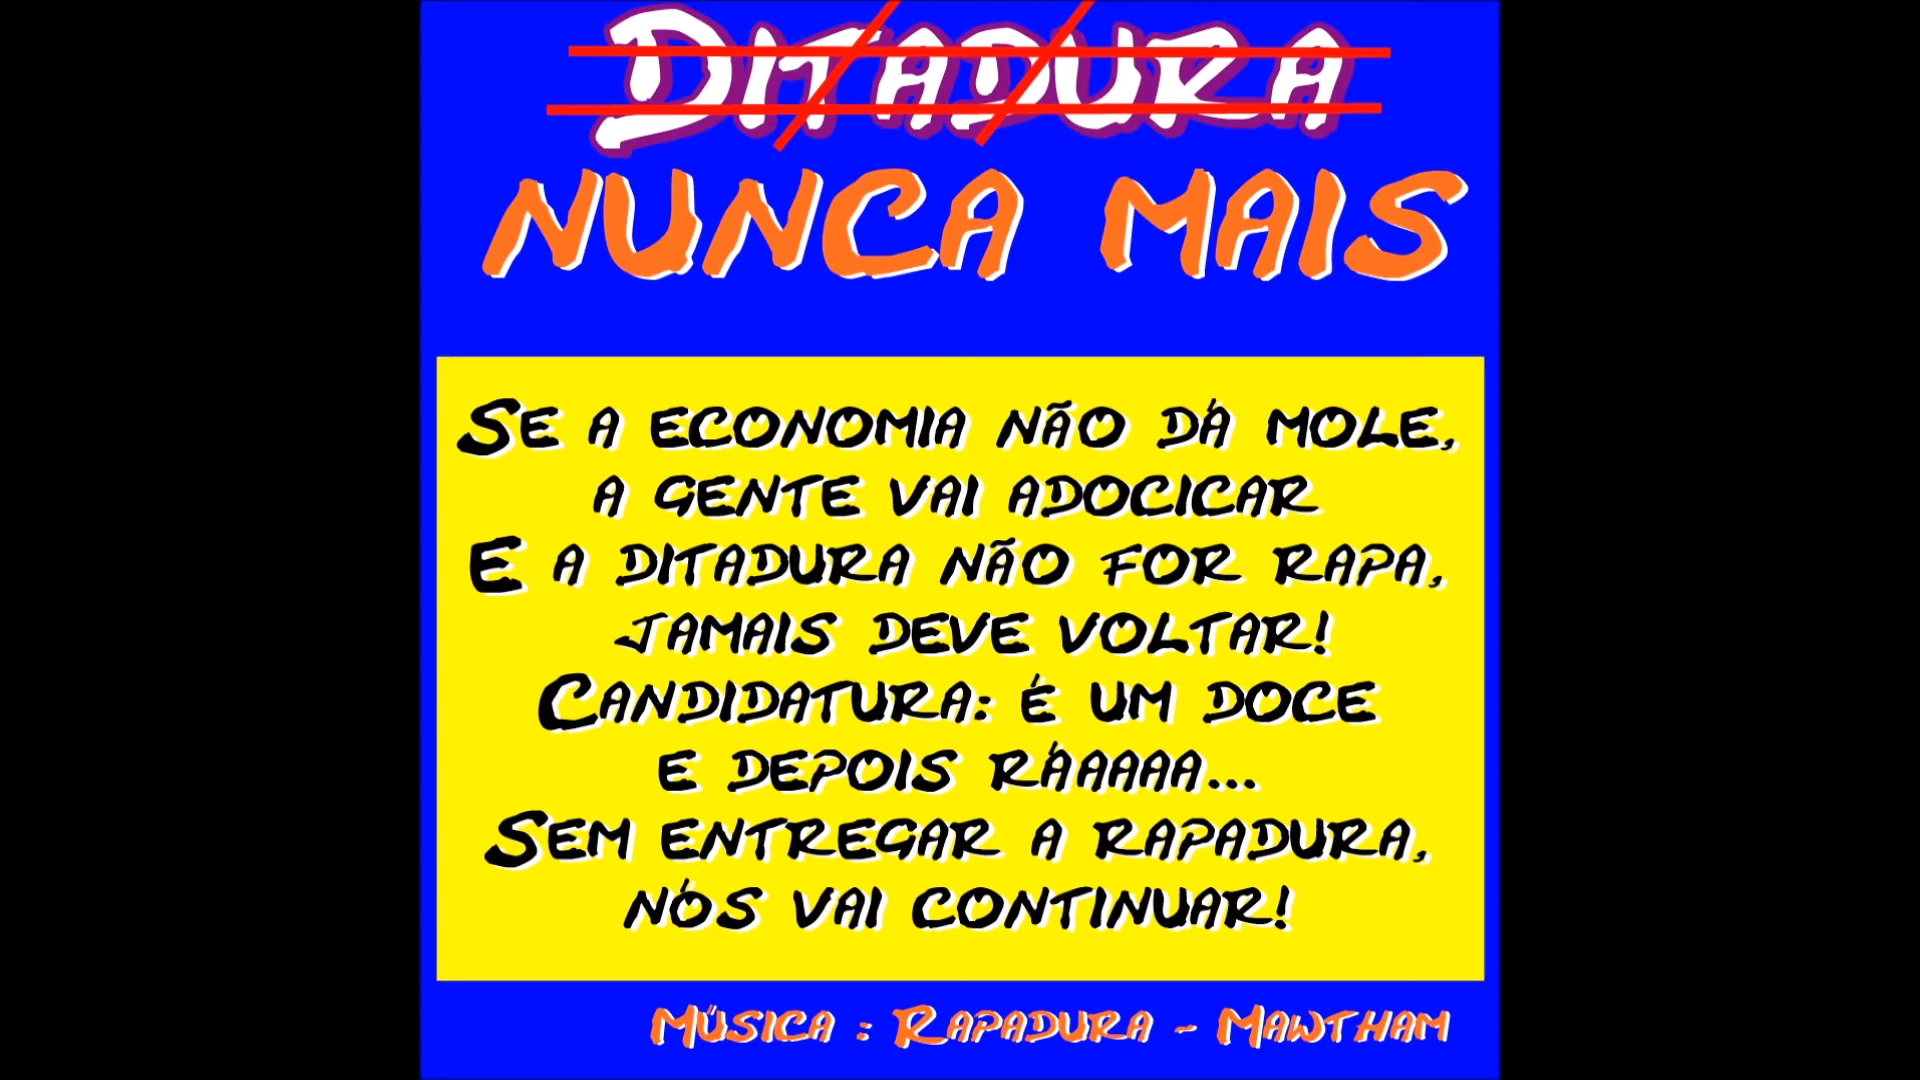 Ditadura
nunca mais
Se a economia não dá mole,
a gente vai adocicar
E a ditadura não for rapa,
jamais deve voltar!
Candidatura: é um doce
e depois ráaaaa...
Sem entregar a rapadura,
nós vai continuar!
Música : Rapadura - Mawtham